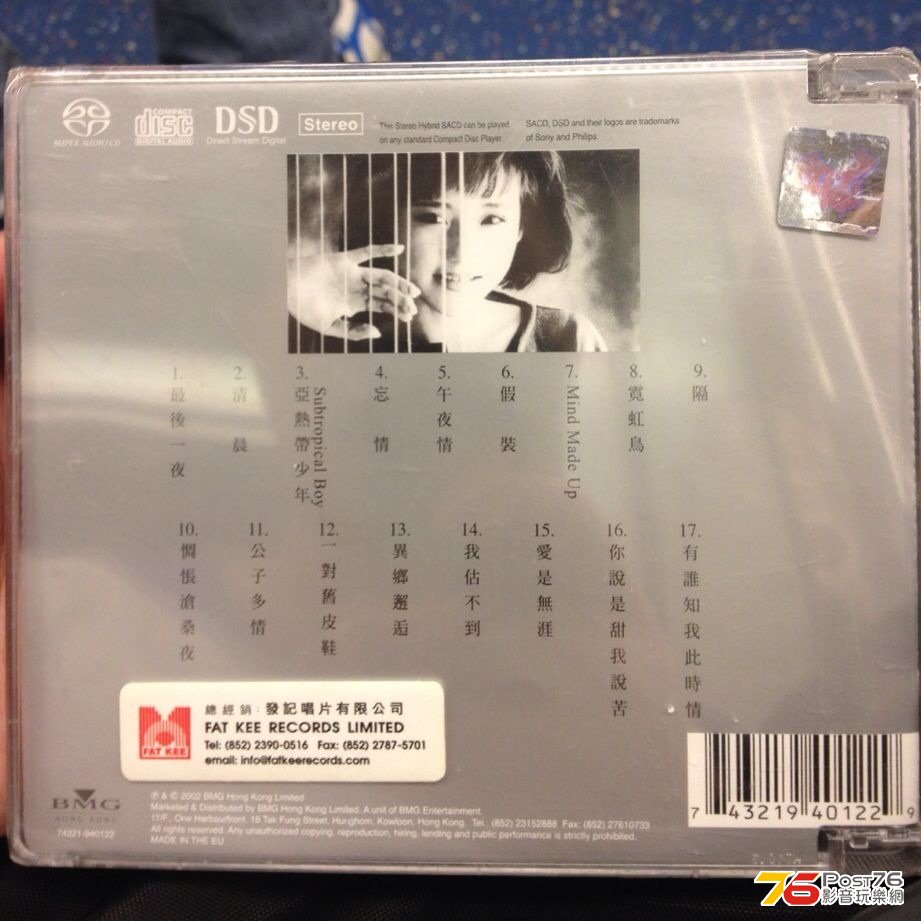 SUPER AUDIO CD
COMPACT
disc
DIGITAL AUDIO
DSD
Direct Stream Digital
Stereo
This Stereo Hybrid SACD can be played
on any standard Compact Disc Player.
SACD, DSD and their logos are trademarks
of Sony and Philips.
1.
最後一夜
2.
清晨
3.
Subtropical Boy
亞熱帶少年
4.
忘情
5.
午夜情
6.
假裝
7.
Mind Made Up
8.
霓虹鳥
9.
隔
10.
惆悵滄桑夜
11.
公子多情
12.
一對舊皮鞋
13.
異鄉邂逅
14.
我估不到
15.
愛是無涯
16.
你說是甜我說苦
17.
有誰知我此時情
FAT KEE
總經銷：發記唱片有限公司
FAT KEE RECORDS LIMITED
Tel: (852) 2390-0516 Fax: (852) 2787-5701
email: info@fatkeerecords.com
BMG
HONG KONG
74321-940122
℗ & © 2002 BMG Hong Kong Limited
Marketed & Distributed by BMG Hong Kong Limited. A unit of BMG Entertainment.
11/F., One Harbourfront, 18 Tak Fung Street, Hunghom, Kowloon, Hong Kong. Tel.: (852) 23152888 Fax: (852) 27610733
All rights reserved. Any unauthorized copying, reproduction, hiring, lending and public performance is strictly prohibited.
MADE IN THE EU
7 43219 40122 9
76 Post76
影音玩樂網